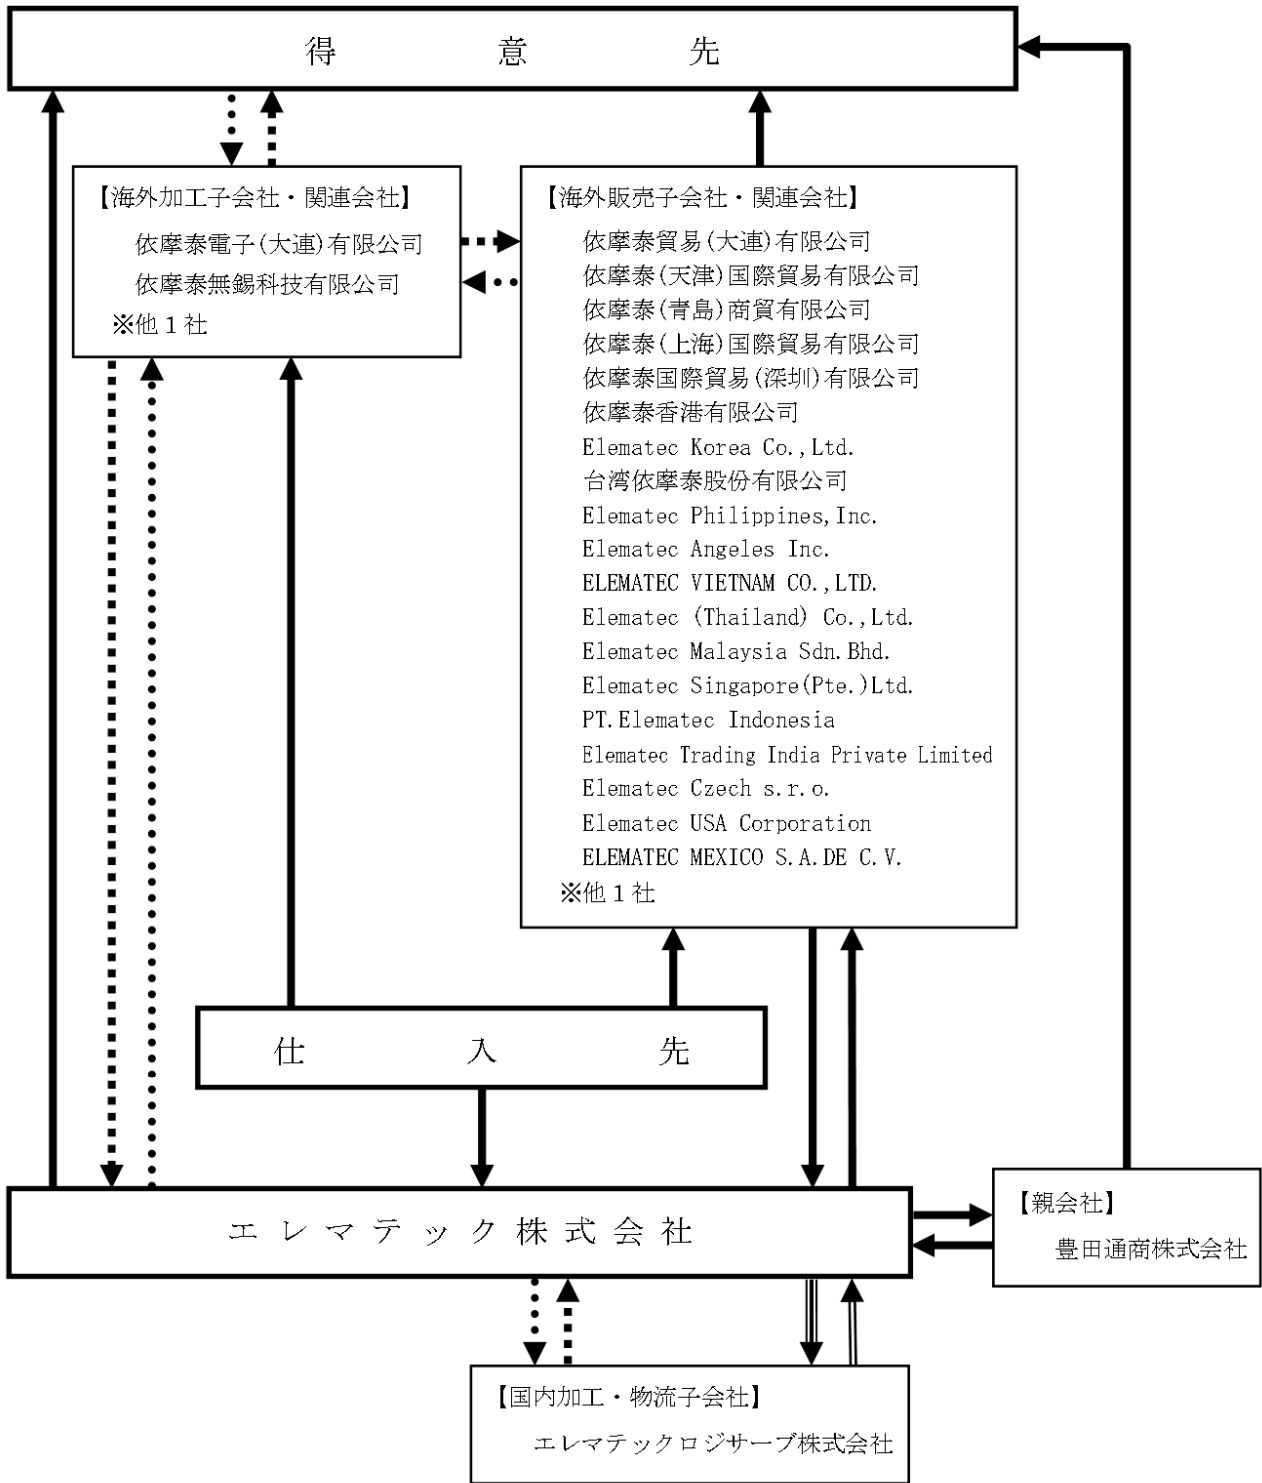 得意先
【海外加工子会社・関連会社】
依摩泰電子(大連)有限公司
依摩泰無錫科技有限公司
※他1社
【海外販売子会社・関連会社】
依摩泰貿易(大連)有限公司
依摩泰(天津)国際貿易有限公司
依摩泰(青島)商貿有限公司
依摩泰(上海)国際貿易有限公司
依摩泰国際貿易(深圳)有限公司
依摩泰香港有限公司
Elematec Korea Co.,Ltd.
台湾依摩泰股份有限公司
Elematec Philippines,Inc.
Elematec Angeles Inc.
ELEMATEC VIETNAM CO.,LTD.
Elematec (Thailand) Co.,Ltd.
Elematec Malaysia Sdn.Bhd.
Elematec Singapore(Pte.)Ltd.
PT.Elematec Indonesia
Elematec Trading India Private Limited
Elematec Czech s.r.o.
Elematec USA Corporation
ELEMATEC MEXICO S.A.DE C.V.
※他1社
仕入先
エレマテック株式会社
【親会社】
豊田通商株式会社
【国内加工・物流子会社】
エレマテックロジサーブ株式会社